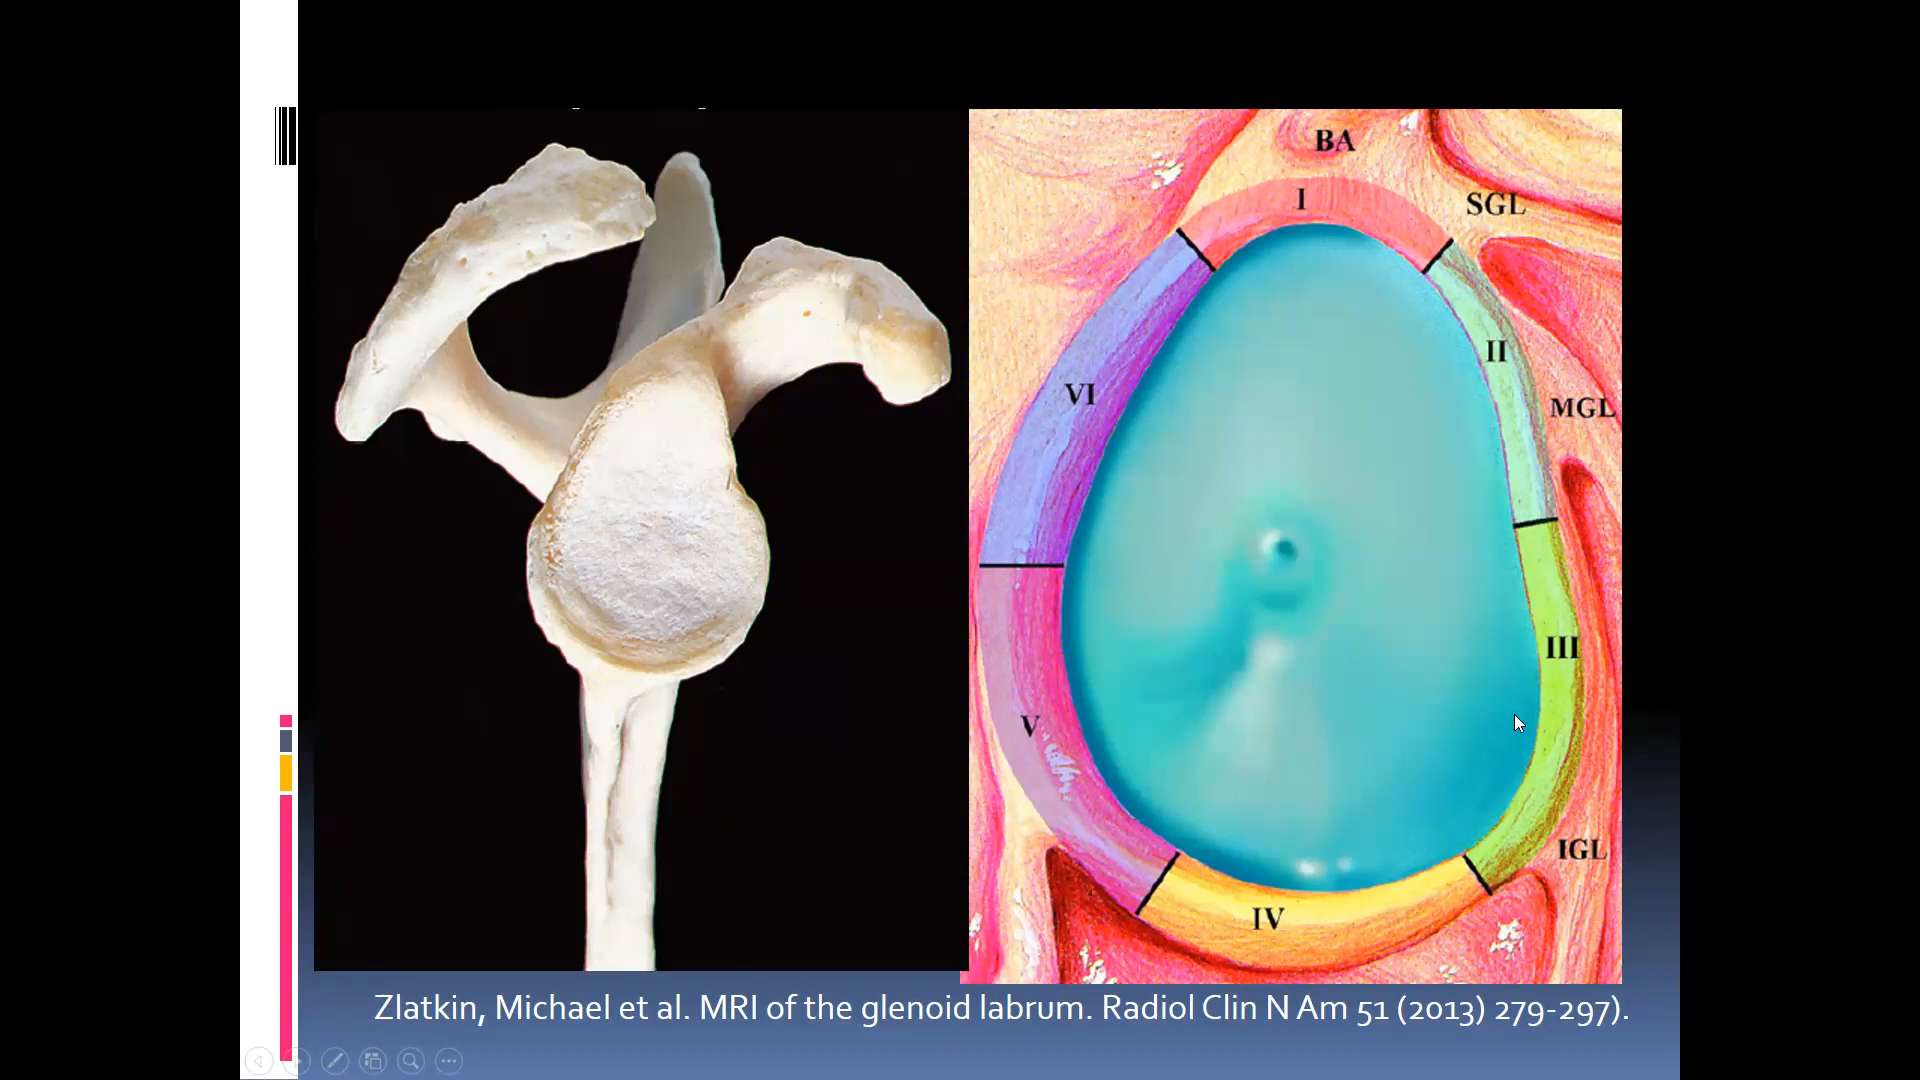 BA
I
SGL
II
VI
MGL
III
V
IGL
IV
Zlatkin, Michael et al. MRI of the glenoid labrum. Radiol Clin N Am 51 (2013) 279-297).